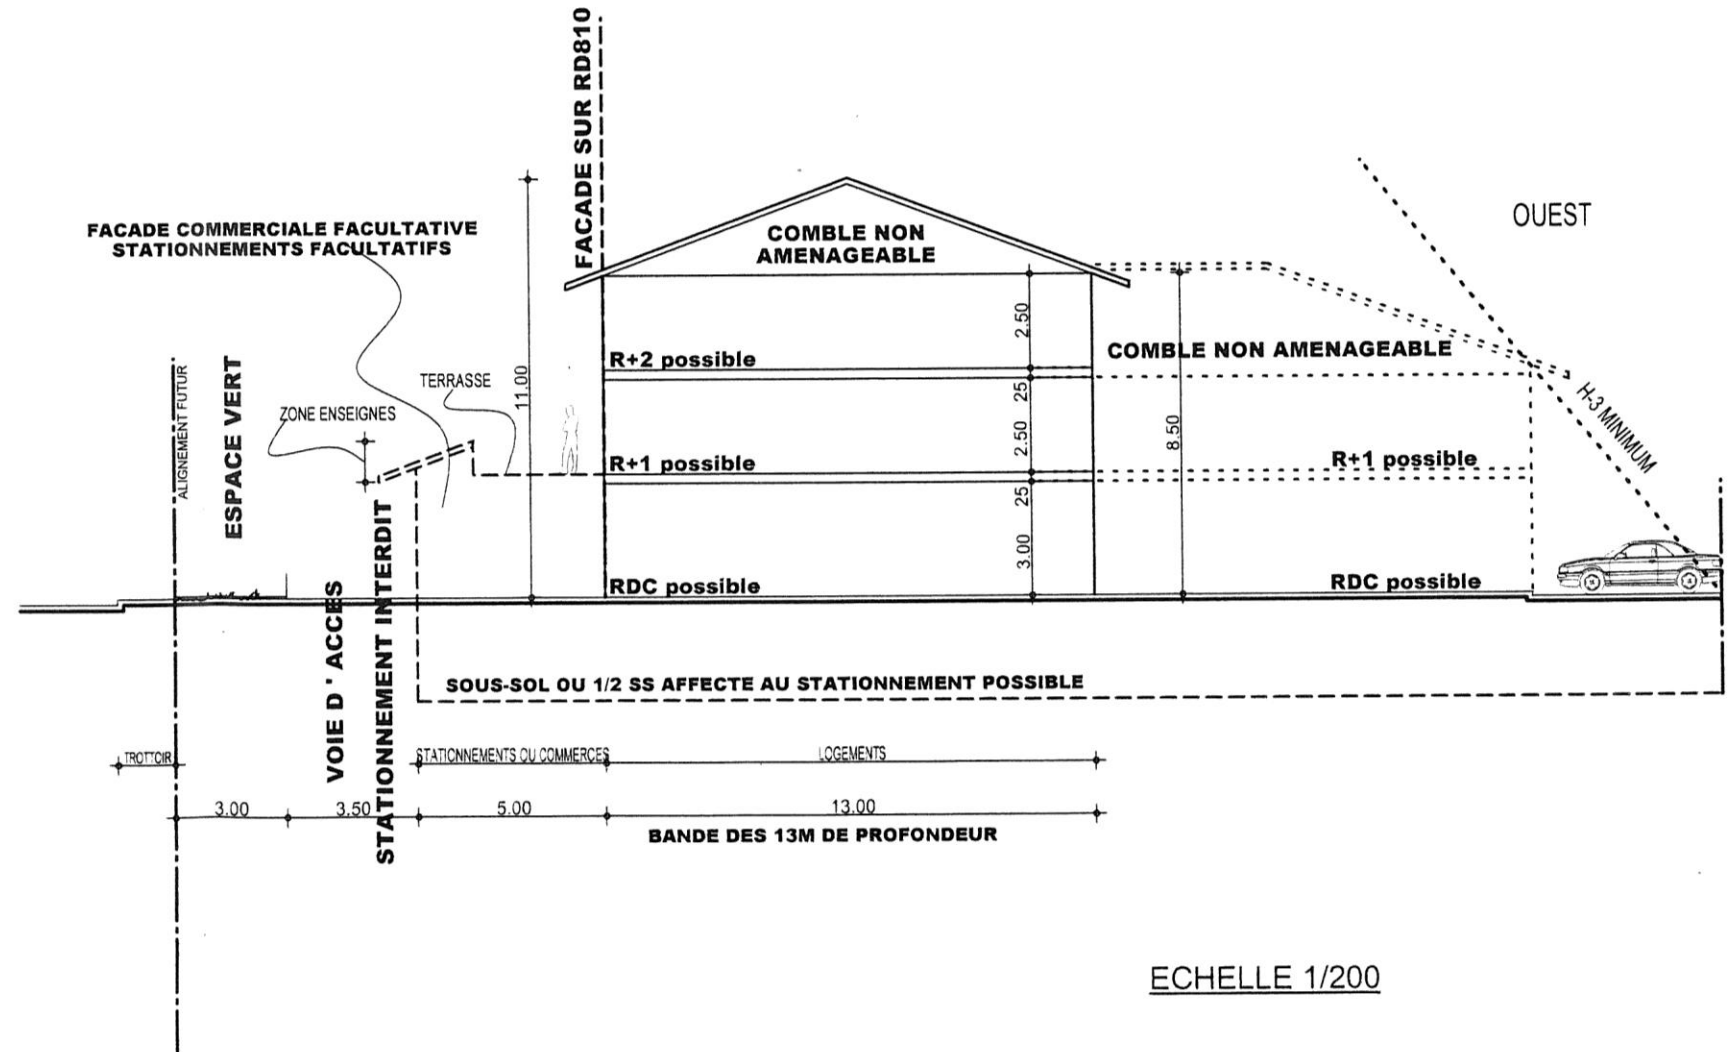 FACADE SUR RD810
OUEST
FACADE COMMERCIALE FACULTATIVE
STATIONNEMENTS FACULTATIFS
COMBLE NON
AMENAGEABLE
2.50
R+2 possible
COMBLE NON AMENAGEABLE
ALIGNEMENT FUTUR
ESPACE VERT
ZONE ENSEIGNES
TERRASSE
11.00
25
2.50
8.50
H-3 MINIMUM
R+1 possible
R+1 possible
25
3.00
RDC possible
RDC possible
VOIE D ' ACCES
STATIONNEMENT INTERDIT
SOUS-SOL OU 1/2 SS AFFECTE AU STATIONNEMENT POSSIBLE
TROTTOIR
STATIONNEMENTS OU COMMERCES
LOGEMENTS
3.00
3.50
5.00
13.00
BANDE DES 13M DE PROFONDEUR
ECHELLE 1/200